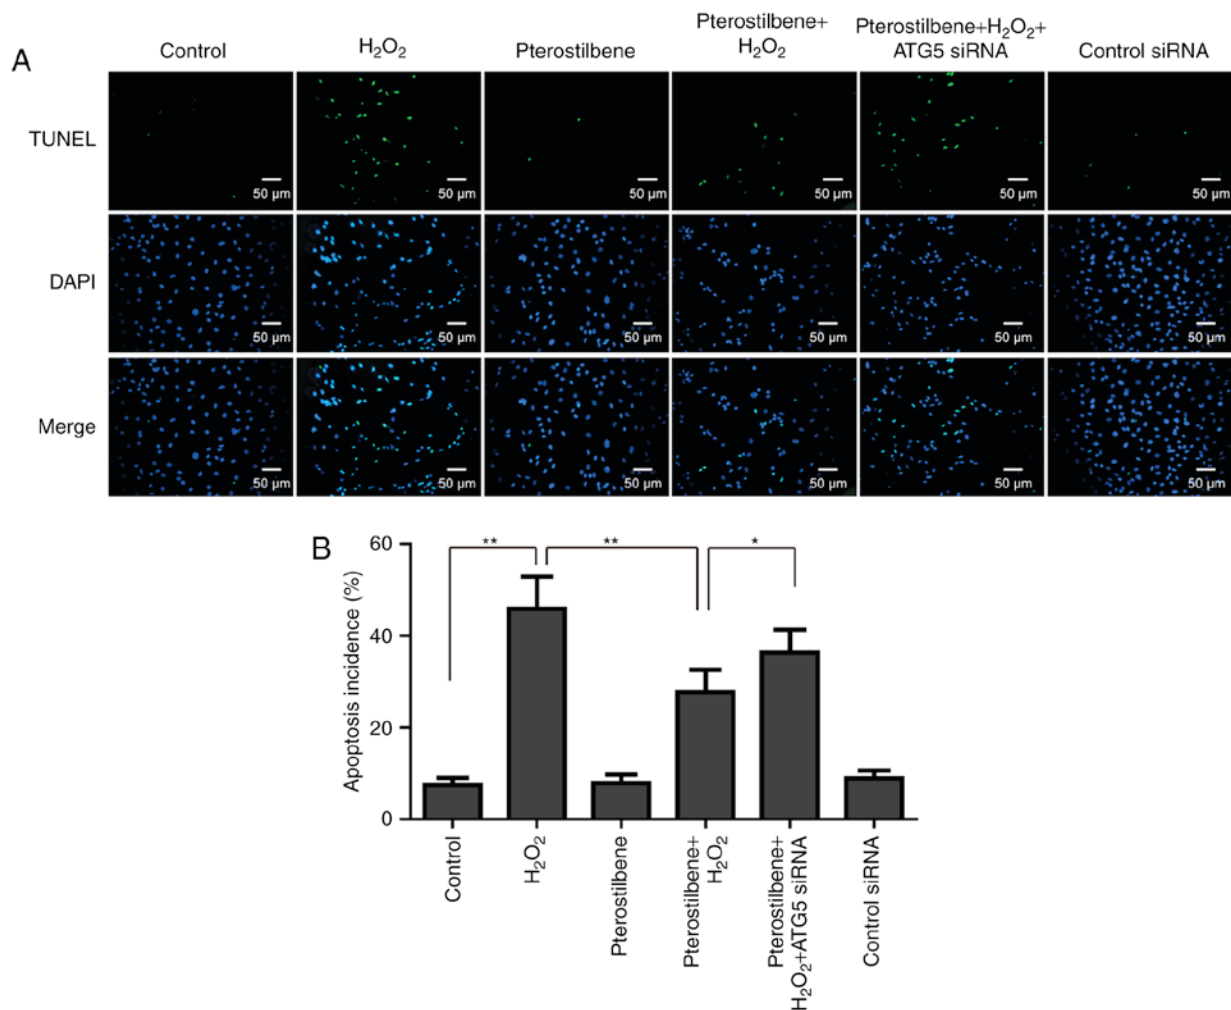 A
Control
H₂O₂
Pterostilbene
Pterostilbene+
H₂O₂
Pterostilbene+H₂O₂+
ATG5 siRNA
Control siRNA
TUNEL
50 μm
50 μm
50 μm
50 μm
50 μm
50 μm
DAPI
50 μm
50 μm
50 μm
50 μm
50 μm
50 μm
Merge
50 μm
50 μm
50 μm
50 μm
50 μm
50 μm
B
Apoptosis incidence (%)
60
40
20
0
**
**
*
Control
H₂O₂
Pterostilbene
Pterostilbene+
H₂O₂
Pterostilbene+
H₂O₂+ATG5 siRNA
Control siRNA